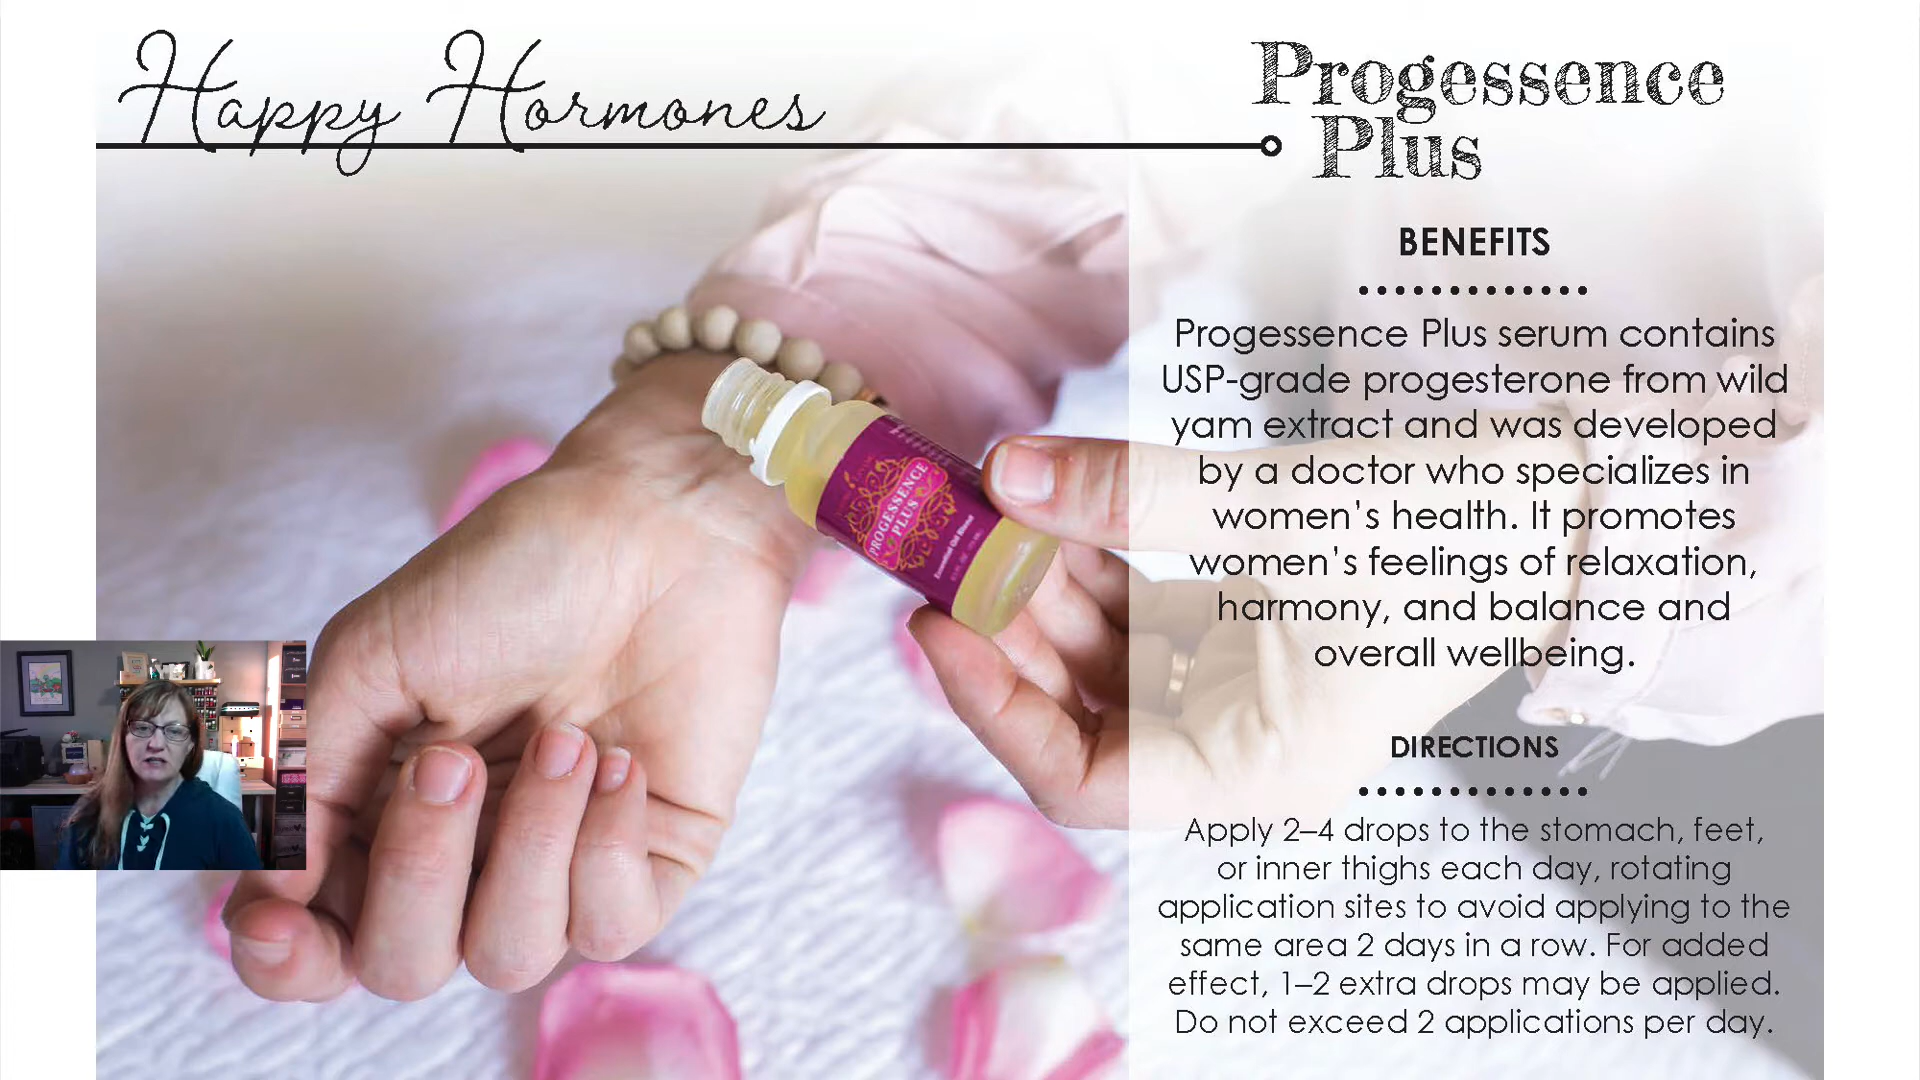 Happy Hormones
Progessence
Plus
BENEFITS
Progessence Plus serum contains
USP-grade progesterone from wild
yam extract and was developed
by a doctor who specializes in
women's health. It promotes
women's feelings of relaxation,
harmony, and balance and
overall wellbeing.
DIRECTIONS
Apply 2–4 drops to the stomach, feet,
or inner thighs each day, rotating
application sites to avoid applying to the
same area 2 days in a row. For added
effect, 1–2 extra drops may be applied.
Do not exceed 2 applications per day.
PROGESSENCE
PLUS
Essential Oil Blend